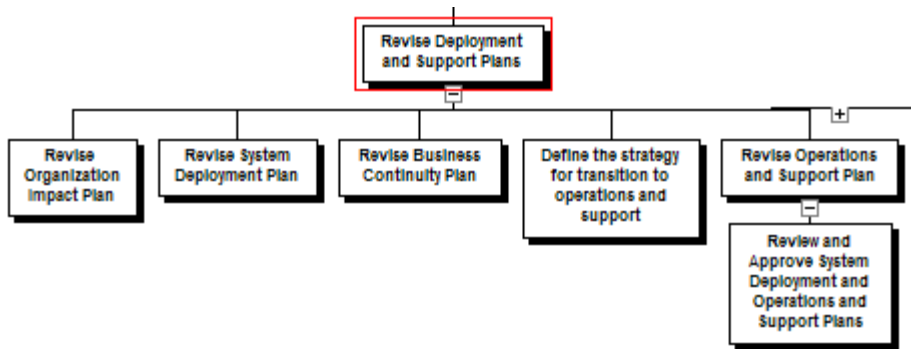 Revise Deployment
and Support Plans
Revise
Organization
Impact Plan
Revise System
Deployment Plan
Revise Business
Continuity Plan
Define the strategy
for transition to
operations and
support
Revise Operations
and Support Plan
Review and
Approve System
Deployment and
Operations and
Support Plans